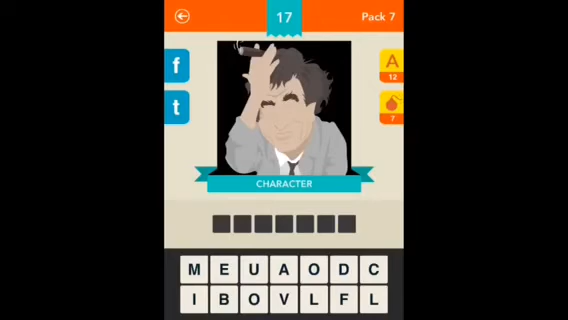 17
Pack 7
f
A
12
t
7
CHARACTER
M E U A O D C
I B O V L F L